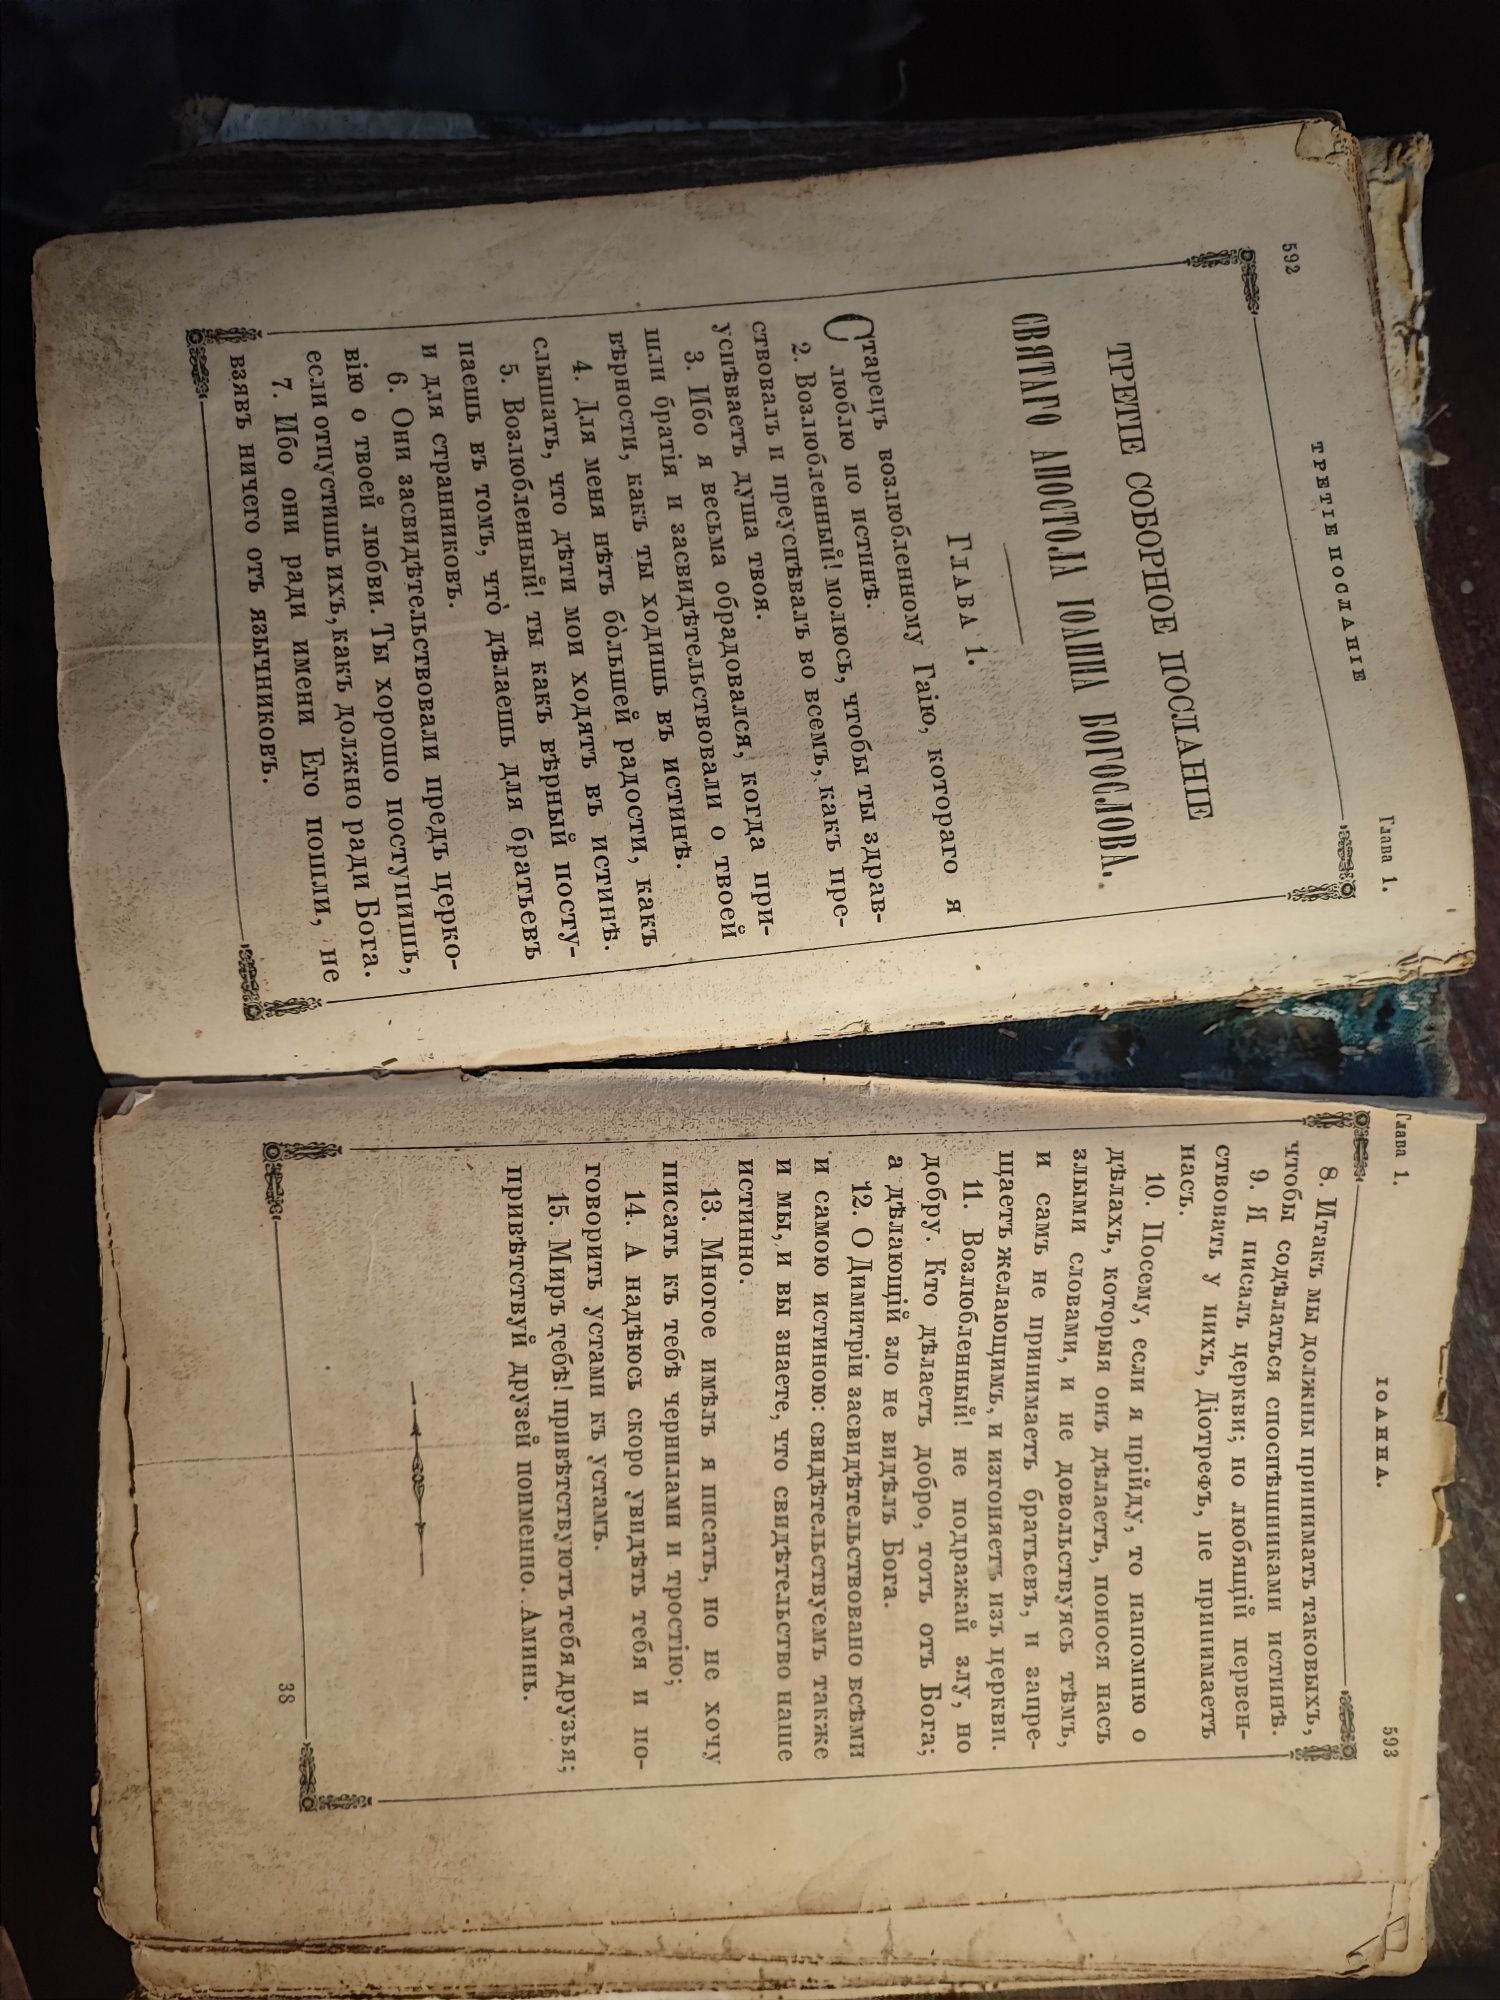 592
ТРЕТІЕ ПОСЛАНІЕ
Глава 1.
ТРЕТІЕ СОБОРНОЕ ПОСЛАНІЕ
СВЯТАГО АПОСТОЛА ІОАННА БОГОСЛОВА.
Глава 1.
Старецъ возлюбленному Гаію, котораго я
люблю по истинѣ.
2. Возлюбленный! молюсь, чтобы ты здрав-
ствовалъ и преуспѣвалъ во всемъ, какъ пре-
успѣваетъ душа твоя.
3. Ибо я весьма обрадовался, когда при-
шли братія и засвидѣтельствовали о твоей
вѣрности, какъ ты ходишь въ истинѣ.
4. Для меня нѣтъ бо̀льшей радости, какъ
слышать, что дѣти мои ходятъ въ истинѣ.
5. Возлюбленный! ты какъ вѣрный посту-
паешь въ томъ, что̀ дѣлаешь для братьевъ
и для странниковъ.
6. Они засвидѣтельствовали предъ церко-
вію о твоей любви. Ты хорошо поступишь,
если отпустишь ихъ, какъ должно ради Бога.
7. Ибо они ради имени Его пошли, не
взявъ ничего отъ язычниковъ.
Глава 1.
ІОАННА.
593
8. Итакъ мы должны принимать таковыхъ,
чтобы содѣлаться споспѣшниками истинѣ.
9. Я писалъ церкви; но любящій первен-
ствовать у нихъ, Діотрефъ, не принимаетъ
насъ.
10. Посему, если я прійду, то напомню о
дѣлахъ, которыя онъ дѣлаетъ, понося насъ
злыми словами, и не довольствуясь тѣмъ,
и самъ не принимаетъ братьевъ, и запре-
щаетъ желающимъ, и изгоняетъ изъ церкви.
11. Возлюбленный! не подражай злу, но
добру. Кто дѣлаетъ добро, тотъ отъ Бога;
а дѣлающій зло не видѣлъ Бога.
12. О Димитріи засвидѣтельствовано всѣми
и самою истиною: свидѣтельствуемъ также
и мы, и вы знаете, что свидѣтельство наше
истинно.
13. Многое имѣлъ я писать, но не хочу
писать къ тебѣ чернилами и тростію;
14. А надѣюсь скоро увидѣть тебя и по-
говорить устами къ устамъ.
15. Миръ тебѣ! привѣтствуютъ тебя друзья;
привѣтствуй друзей поименно. Аминь.
38